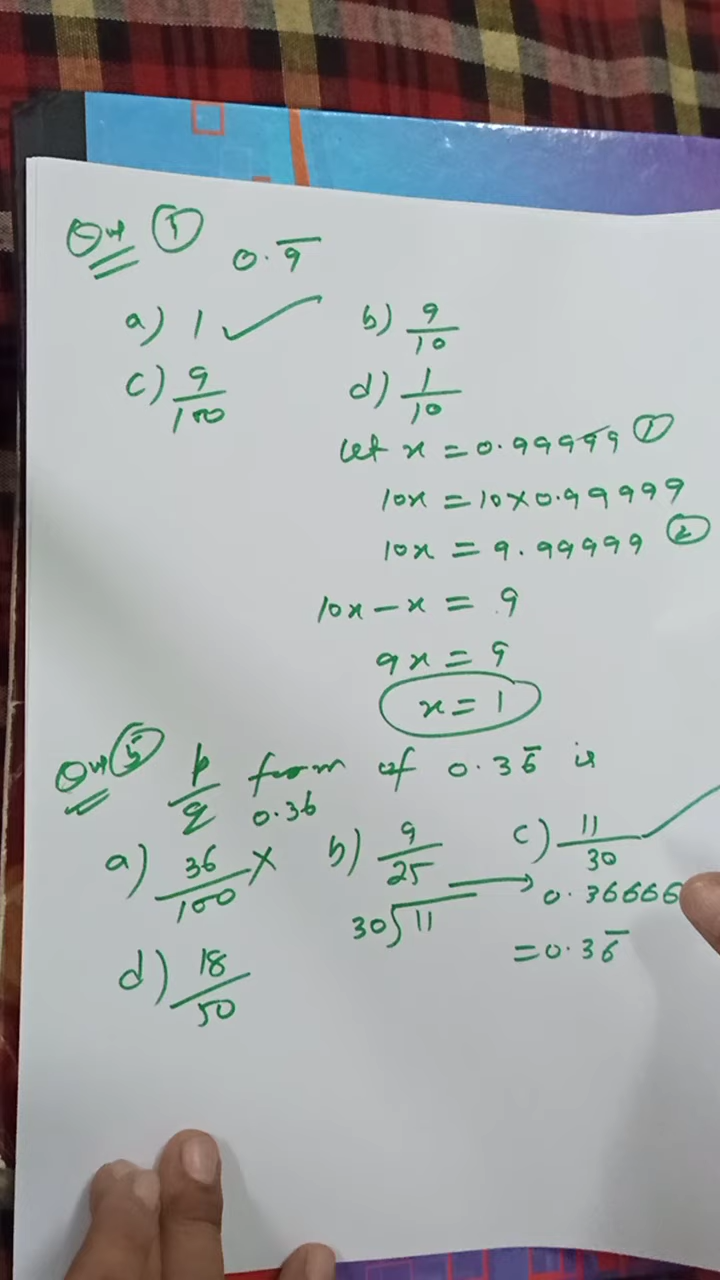 Qu ① 0.9̅
a) 1 ✓ b) 9/10
c) 9/100 d) 1/10
let x = 0.99999 ①
10x = 10×0.99999
10x = 9.99999 ②
10x − x = 9
9x = 9
x = 1
Qu ⑤ p/q form of 0.36̅ is
0.36
a) 36/100 × b) 9/25 c) 11/30
30)11 → 0.36666
= 0.36̅
d) 18/50